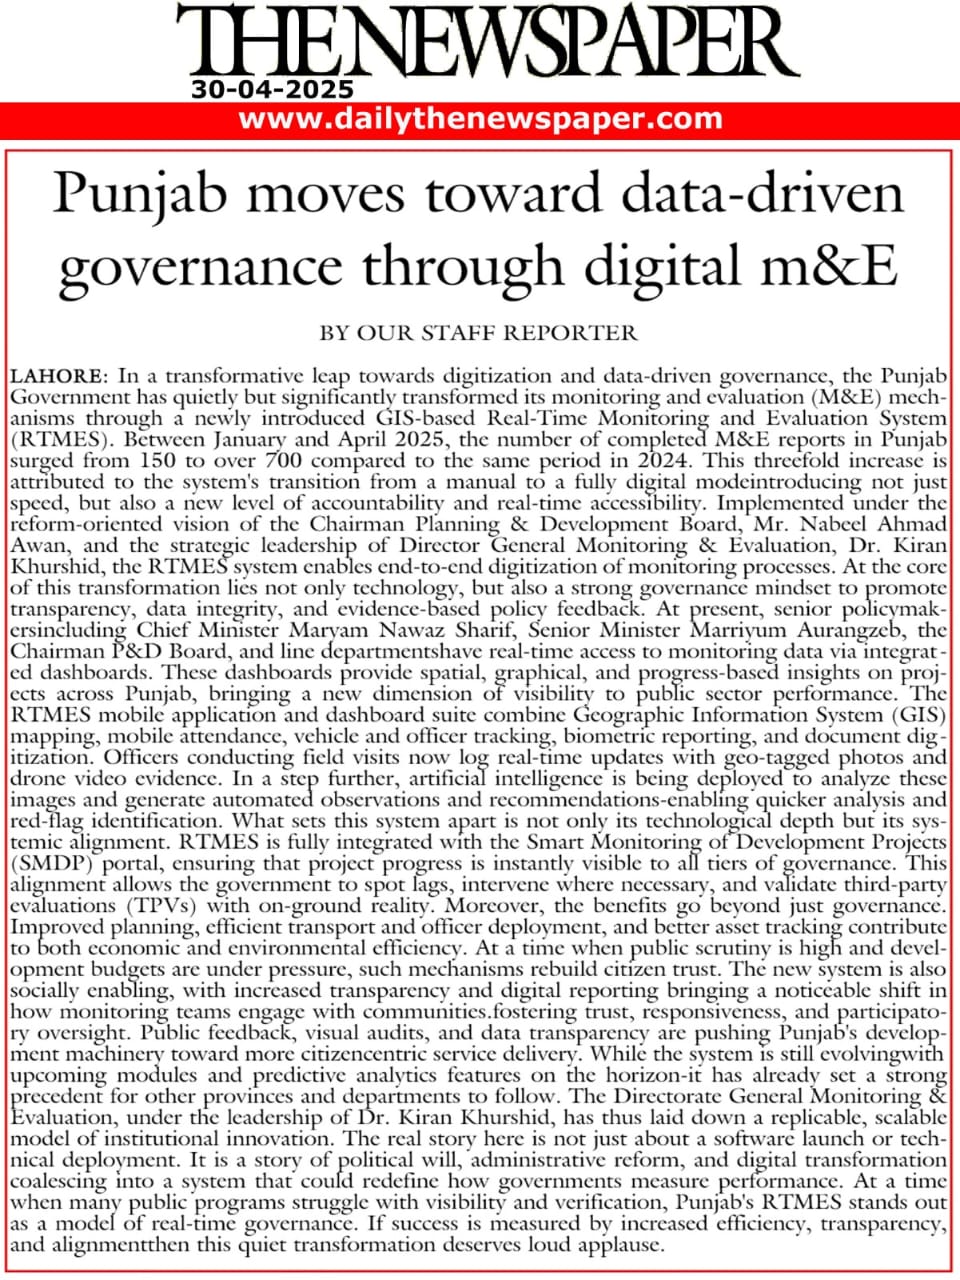 THE NEWSPAPER
30-04-2025
www.dailythenewspaper.com
Punjab moves toward data-driven
governance through digital m&E
BY OUR STAFF REPORTER
LAHORE: In a transformative leap towards digitization and data-driven governance, the Punjab
Government has quietly but significantly transformed its monitoring and evaluation (M&E) mech-
anisms through a newly introduced GIS-based Real-Time Monitoring and Evaluation System
(RTMES). Between January and April 2025, the number of completed M&E reports in Punjab
surged from 150 to over 700 compared to the same period in 2024. This threefold increase is
attributed to the system's transition from a manual to a fully digital modeintroducing not just
speed, but also a new level of accountability and real-time accessibility. Implemented under the
reform-oriented vision of the Chairman Planning & Development Board, Mr. Nabeel Ahmad
Awan, and the strategic leadership of Director General Monitoring & Evaluation, Dr. Kiran
Khurshid, the RTMES system enables end-to-end digitization of monitoring processes. At the core
of this transformation lies not only technology, but also a strong governance mindset to promote
transparency, data integrity, and evidence-based policy feedback. At present, senior policymak-
ersincluding Chief Minister Maryam Nawaz Sharif, Senior Minister Marriyum Aurangzeb, the
Chairman P&D Board, and line departmentshave real-time access to monitoring data via integrat-
ed dashboards. These dashboards provide spatial, graphical, and progress-based insights on proj-
ects across Punjab, bringing a new dimension of visibility to public sector performance. The
RTMES mobile application and dashboard suite combine Geographic Information System (GIS)
mapping, mobile attendance, vehicle and officer tracking, biometric reporting, and document dig-
itization. Officers conducting field visits now log real-time updates with geo-tagged photos and
drone video evidence. In a step further, artificial intelligence is being deployed to analyze these
images and generate automated observations and recommendations-enabling quicker analysis and
red-flag identification. What sets this system apart is not only its technological depth but its sys-
temic alignment. RTMES is fully integrated with the Smart Monitoring of Development Projects
(SMDP) portal, ensuring that project progress is instantly visible to all tiers of governance. This
alignment allows the government to spot lags, intervene where necessary, and validate third-party
evaluations (TPVs) with on-ground reality. Moreover, the benefits go beyond just governance.
Improved planning, efficient transport and officer deployment, and better asset tracking contribute
to both economic and environmental efficiency. At a time when public scrutiny is high and devel-
opment budgets are under pressure, such mechanisms rebuild citizen trust. The new system is also
socially enabling, with increased transparency and digital reporting bringing a noticeable shift in
how monitoring teams engage with communities.fostering trust, responsiveness, and participato-
ry oversight. Public feedback, visual audits, and data transparency are pushing Punjab's develop-
ment machinery toward more citizencentric service delivery. While the system is still evolvingwith
upcoming modules and predictive analytics features on the horizon-it has already set a strong
precedent for other provinces and departments to follow. The Directorate General Monitoring &
Evaluation, under the leadership of Dr. Kiran Khurshid, has thus laid down a replicable, scalable
model of institutional innovation. The real story here is not just about a software launch or tech-
nical deployment. It is a story of political will, administrative reform, and digital transformation
coalescing into a system that could redefine how governments measure performance. At a time
when many public programs struggle with visibility and verification, Punjab's RTMES stands out
as a model of real-time governance. If success is measured by increased efficiency, transparency,
and alignmentthen this quiet transformation deserves loud applause.